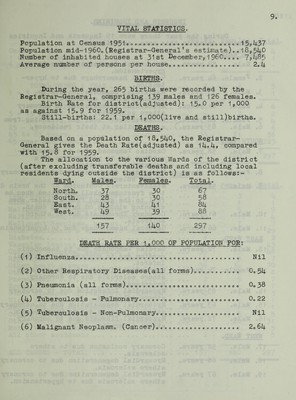 9.
VITAL STATISTICS.
Population at Census 1951........................ 15,437
Population mid-1960.(Registrar-General's estimate)..18,540
Number of inhabited houses at 31st December,1960.... 7,485
Average number of persons per house............... 2.4
BIRTHS.
During the year, 265 births were recorded by the
Registrar-General, comprising 139 males and 126 females.
Birth Rate for district(adjusted): 15.0 per 1,000
as against 15.9 for 1959.
Still-births: 22.1 per 1,000(live and still)births.
DEATHS.
Based on a population of 18,540, the Registrar-
General gives the Death Rate(adjusted) as 14.4, compared
with 15.8 for 1959.
The allocation to the various Wards of the district
(after excluding transferable deaths and including local
residents dying outside the district) is as follows:-
Ward. Males. Females. Total.
North. 37 30 67
South. 28 30 58
East. 43 41 84
West. 49 39 88
157 140 297
DEATH RATE PER 1,000 OF POPULATION FOR:
(1) Influenza................................ Nil
(2) Other Respiratory Diseases(all forms)........... 0.54
(3) Pneumonia (all forms)...................... 0.38
(4) Tuberculosis - Pulmonary................... 0.22
(5) Tuberculosis - Non-Pulmonary............... Nil
(6) Malignant Neoplasm. (Cancer)................ 2.64